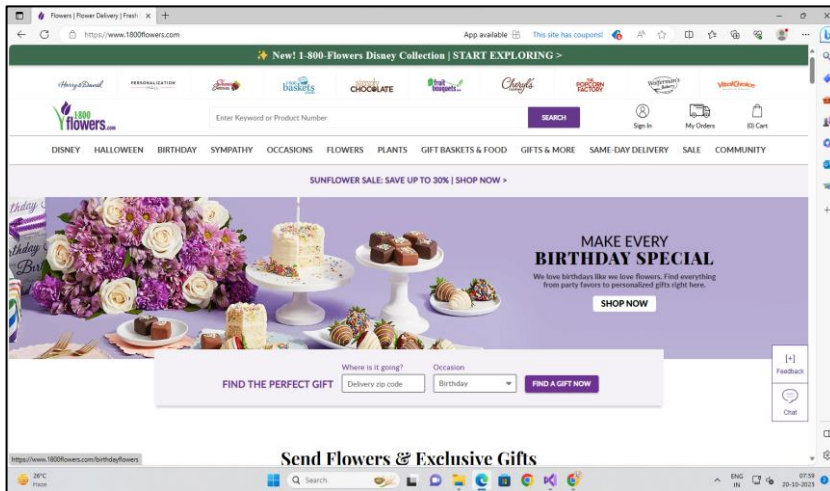 Flowers | Flower Delivery | Fresh
https://www.1800flowers.com
App available
This site has coupons!
✨ New! 1-800-Flowers Disney Collection | START EXPLORING >
Harry & David
PERSONALIZATION MALL
simply
CHOCOLATE
baskets
fruit
bouquets
Cheryl's
THE
POPCORN
FACTORY
Wolferman's
Bakery
VitalChoice
1800
flowers.com
Enter Keyword or Product Number
SEARCH
Sign In
My Orders
(0) Cart
DISNEY HALLOWEEN BIRTHDAY SYMPATHY OCCASIONS FLOWERS PLANTS GIFT BASKETS & FOOD GIFTS & MORE SAME-DAY DELIVERY SALE COMMUNITY
SUNFLOWER SALE: SAVE UP TO 30% | SHOP NOW >
MAKE EVERY
BIRTHDAY SPECIAL
We love birthdays like we love flowers. Find everything
from party favors to personalized gifts right here.
SHOP NOW
[+]
Feedback
Chat
Where is it going? Occasion
FIND THE PERFECT GIFT Delivery zip code Birthday FIND A GIFT NOW
Send Flowers & Exclusive Gifts
https://www.1800flowers.com/birthdayflowers
26°C
Haze
Search
ENG
IN
07:59
20-10-2023